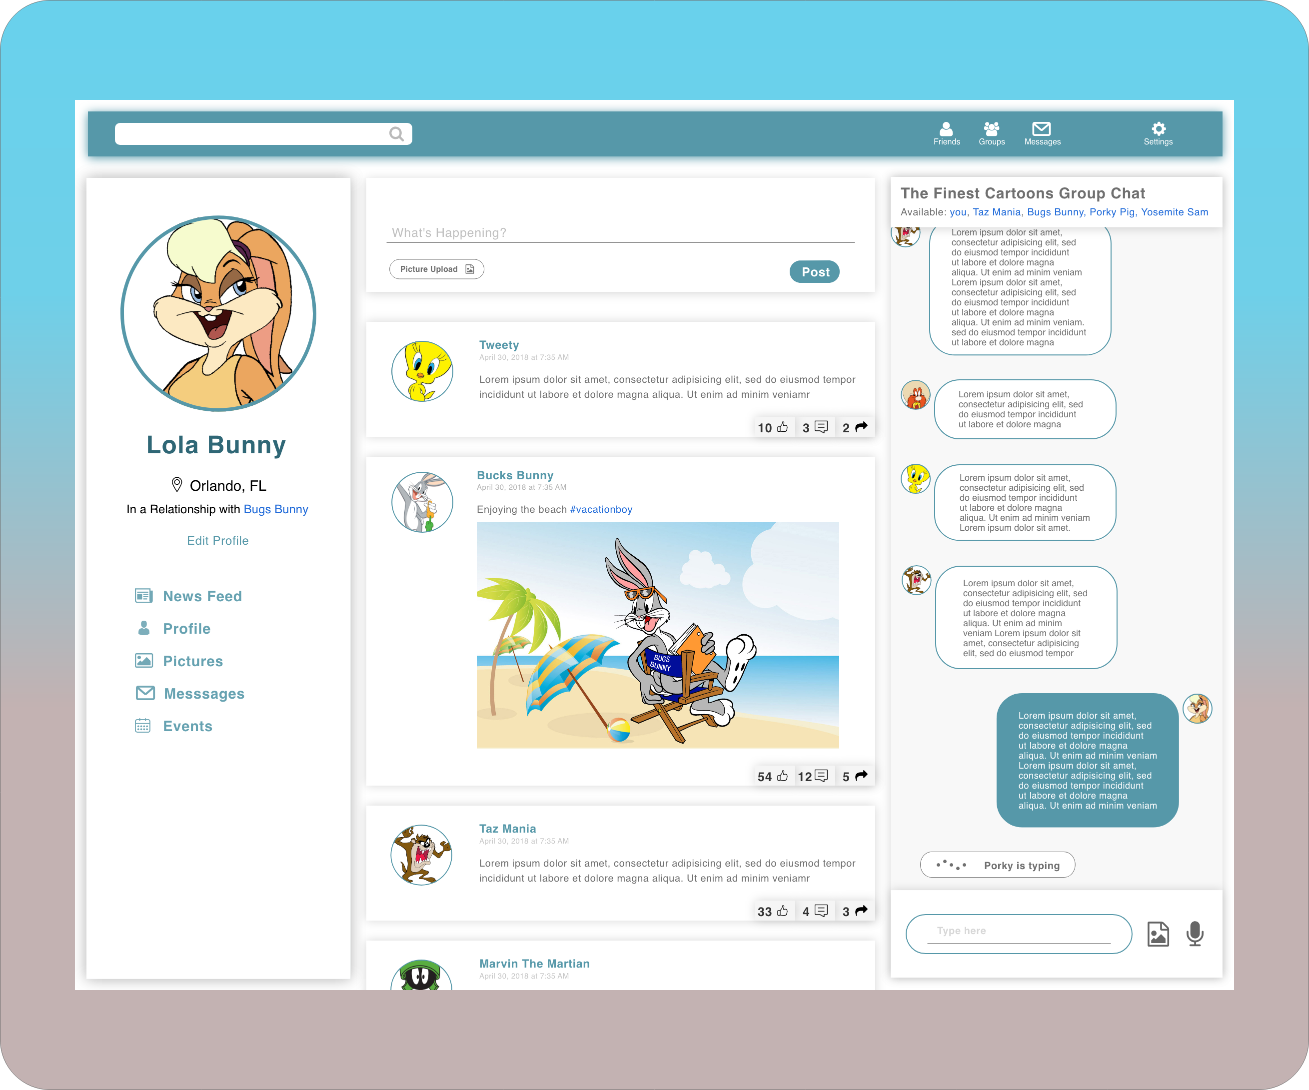 Friends
Groups
Messages
Settings
Lola Bunny
Orlando, FL
In a Relationship with Bugs Bunny
Edit Profile
News Feed
Profile
Pictures
Messsages
Events
What's Happening?
Picture Upload
Post
Tweety
April 30, 2018 at 7:35 AM
Lorem ipsum dolor sit amet, consectetur adipisicing elit, sed do eiusmod tempor
incididunt ut labore et dolore magna aliqua. Ut enim ad minim veniamr
10 3 2
Bucks Bunny
April 30, 2018 at 7:35 AM
Enjoying the beach #vacationboy
BUGS
BUNNY
54 12 5
Taz Mania
April 30, 2018 at 7:35 AM
Lorem ipsum dolor sit amet, consectetur adipisicing elit, sed do eiusmod tempor
incididunt ut labore et dolore magna aliqua. Ut enim ad minim veniamr
33 4 3
Marvin The Martian
April 30, 2018 at 7:35 AM
The Finest Cartoons Group Chat
Available: you, Taz Mania, Bugs Bunny, Porky Pig, Yosemite Sam
Lorem ipsum dolor sit amet,
consectetur adipisicing elit, sed
do eiusmod tempor incididunt
ut labore et dolore magna
aliqua. Ut enim ad minim veniam
consectetur adipisicing elit, sed
do eiusmod tempor incididunt
ut labore et dolore magna
aliqua. Ut enim ad minim veniam.
sed do eiusmod tempor incididunt
ut labore et dolore magna
Lorem ipsum dolor sit amet,
consectetur adipisicing elit, sed
do eiusmod tempor incididunt
ut labore et dolore magna
Lorem ipsum dolor sit amet,
consectetur adipisicing elit, sed
do eiusmod tempor incididunt
ut labore et dolore magna
aliqua. Ut enim ad minim veniam
Lorem ipsum dolor sit amet.
Lorem ipsum dolor sit amet,
consectetur adipisicing elit, sed
do eiusmod tempor incididunt
ut labore et dolore magna
aliqua. Ut enim ad minim
veniam Lorem ipsum dolor sit
amet, consectetur adipisicing
elit, sed do eiusmod tempor
Lorem ipsum dolor sit amet,
consectetur adipisicing elit, sed
do eiusmod tempor incididunt
ut labore et dolore magna
aliqua. Ut enim ad minim veniam
Lorem ipsum dolor sit amet,
consectetur adipisicing elit, sed
do eiusmod tempor incididunt
ut labore et dolore magna
aliqua. Ut enim ad minim veniam
Porky is typing
Type here